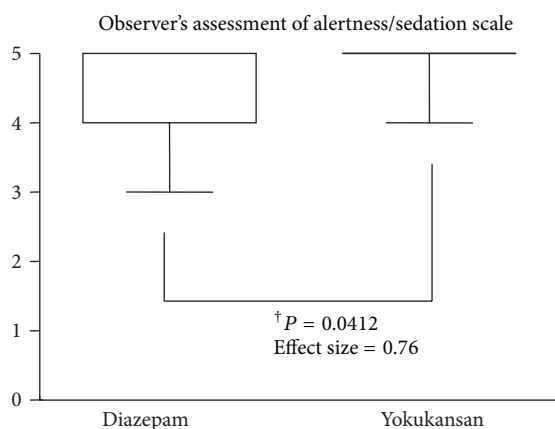 Observer's assessment of alertness/sedation scale
5
4
3
2
1
0
†P = 0.0412
Effect size = 0.76
Diazepam
Yokukansan